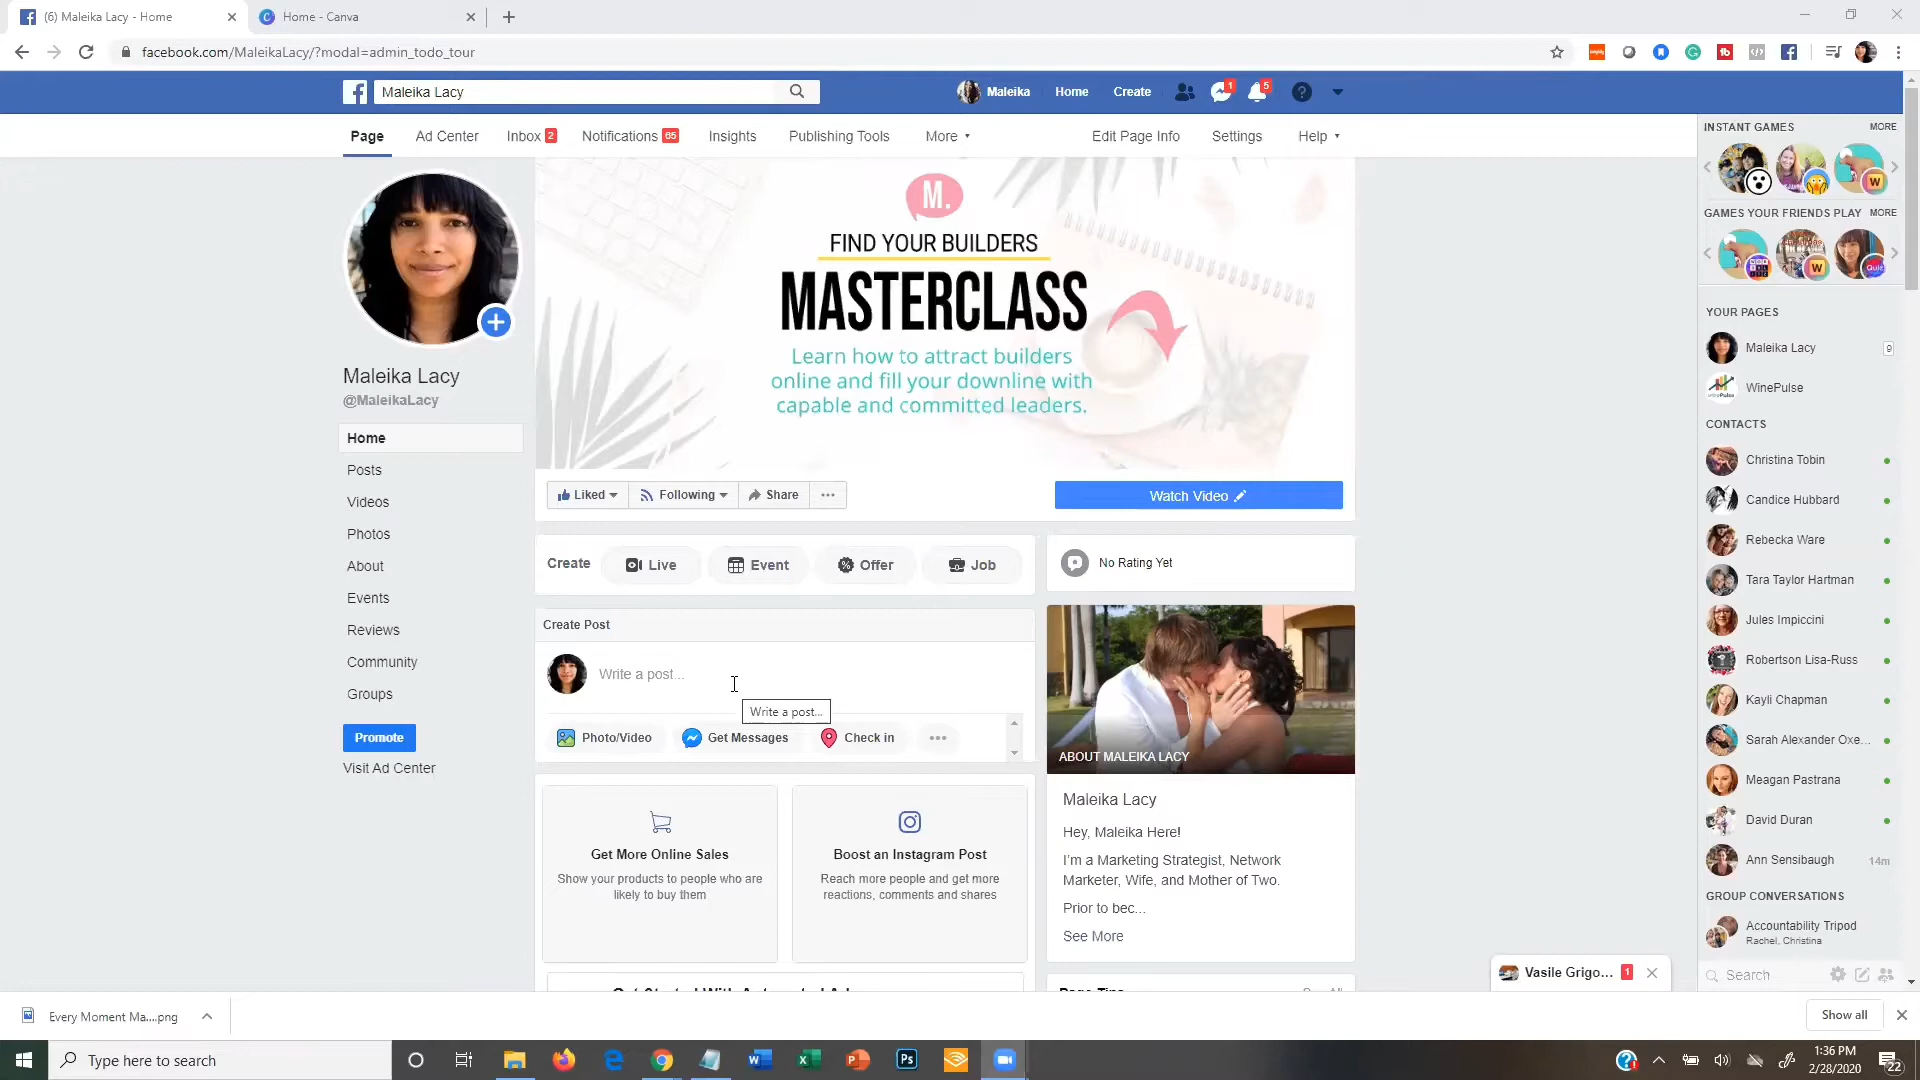 (6) Maleika Lacy - Home
Home - Canva
facebook.com/MaleikaLacy/?modal=admin_todo_tour
Maleika Lacy
Maleika
Home
Create
1
5
Page
Ad Center
Inbox 2
Notifications 65
Insights
Publishing Tools
More
Edit Page Info
Settings
Help
M.
FIND YOUR BUILDERS
MASTERCLASS
Learn how to attract builders
online and fill your downline with
capable and committed leaders.
Maleika Lacy
@MaleikaLacy
Home
Posts
Videos
Photos
About
Events
Reviews
Community
Groups
Promote
Visit Ad Center
Liked
Following
Share
Watch Video
Create
Live
Event
Offer
Job
Create Post
Write a post...
Write a post...
Photo/Video
Get Messages
Check in
Get More Online Sales
Show your products to people who are
likely to buy them
Boost an Instagram Post
Reach more people and get more
reactions, comments and shares
No Rating Yet
ABOUT MALEIKA LACY
Maleika Lacy
Hey, Maleika Here!
I'm a Marketing Strategist, Network
Marketer, Wife, and Mother of Two.
Prior to bec...
See More
INSTANT GAMES
MORE
W
GAMES YOUR FRIENDS PLAY
MORE
W
Quiz
YOUR PAGES
Maleika Lacy
9
WinePulse
CONTACTS
Christina Tobin
Candice Hubbard
Rebecka Ware
Tara Taylor Hartman
Jules Impiccini
Robertson Lisa-Russ
Kayli Chapman
Sarah Alexander Oxe...
Meagan Pastrana
David Duran
Ann Sensibaugh
14m
GROUP CONVERSATIONS
Accountability Tripod
Rachel, Christina
Search
Vasile Grigo...
1
Every Moment Ma....png
Show all
Type here to search
Ps
1:36 PM
2/28/2020
22